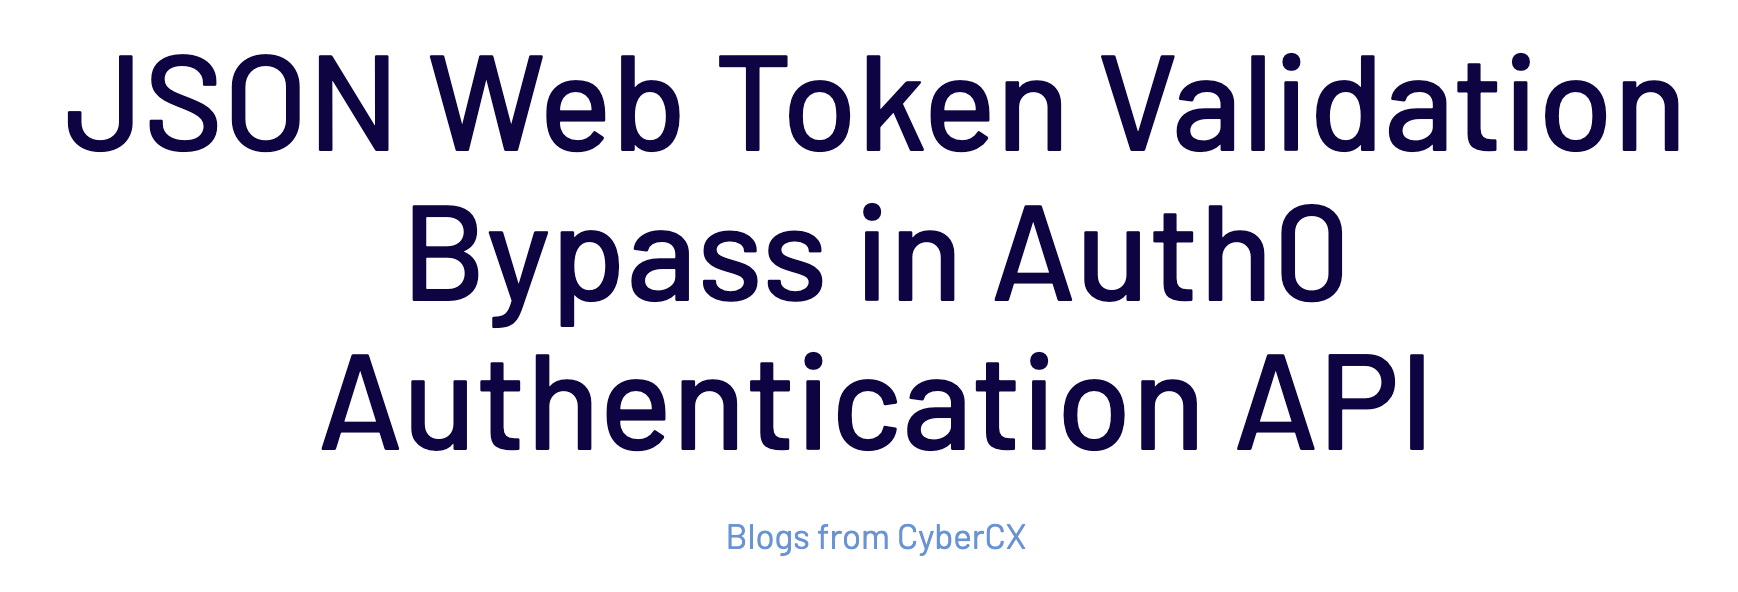 JSON Web Token Validation
Bypass in Auth0
Authentication API
Blogs from CyberCX